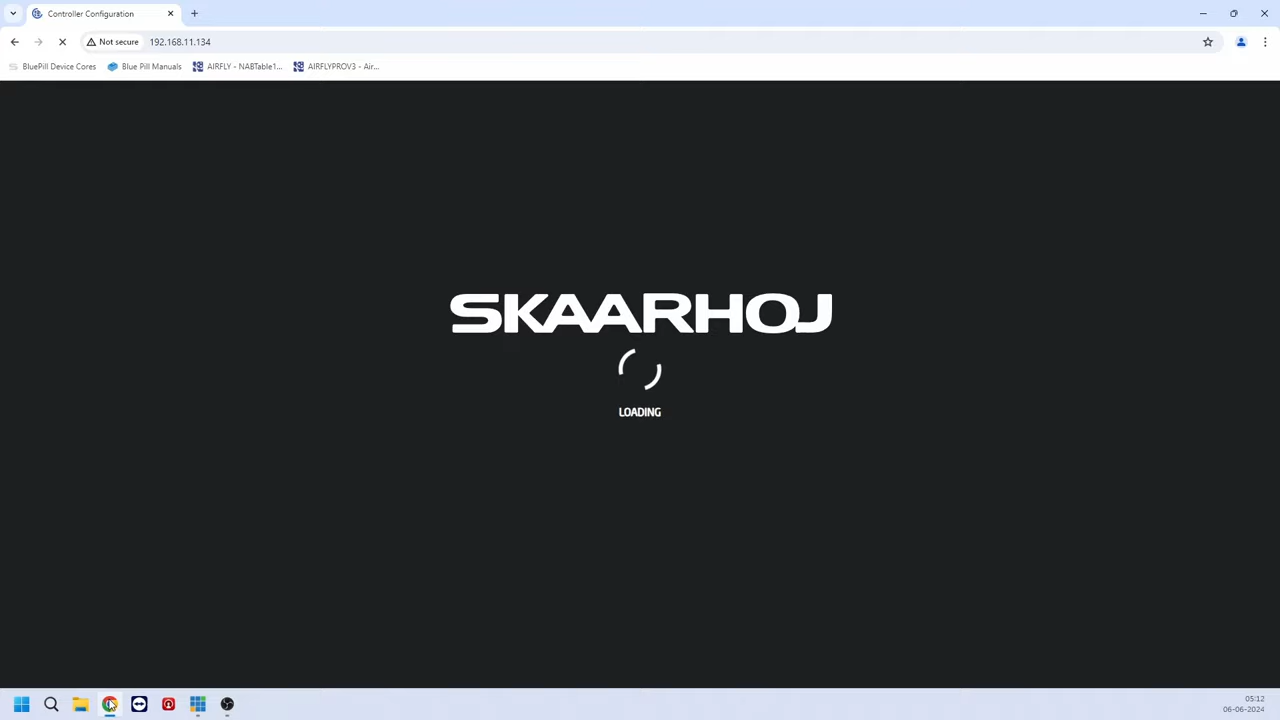 Controller Configuration
Not secure
192.168.11.134
BluePill Device Cores
Blue Pill Manuals
AIRFLY - NABTable1...
AIRFLYPROV3 - Air...
SKAARHOJ
LOADING
05:12
06-06-2024